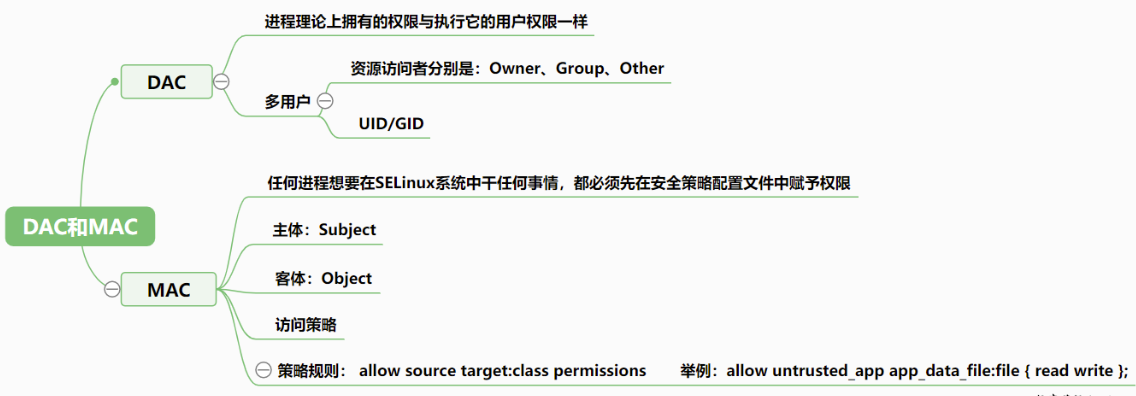 进程理论上拥有的权限与执行它的用户权限一样
DAC
资源访问者分别是：Owner、Group、Other
多用户
UID/GID
任何进程想要在SELinux系统中干任何事情，都必须先在安全策略配置文件中赋予权限
DAC和MAC
主体：Subject
客体：Object
MAC
访问策略
策略规则： allow source target:class permissions 举例：allow untrusted_app app_data_file:file { read write };